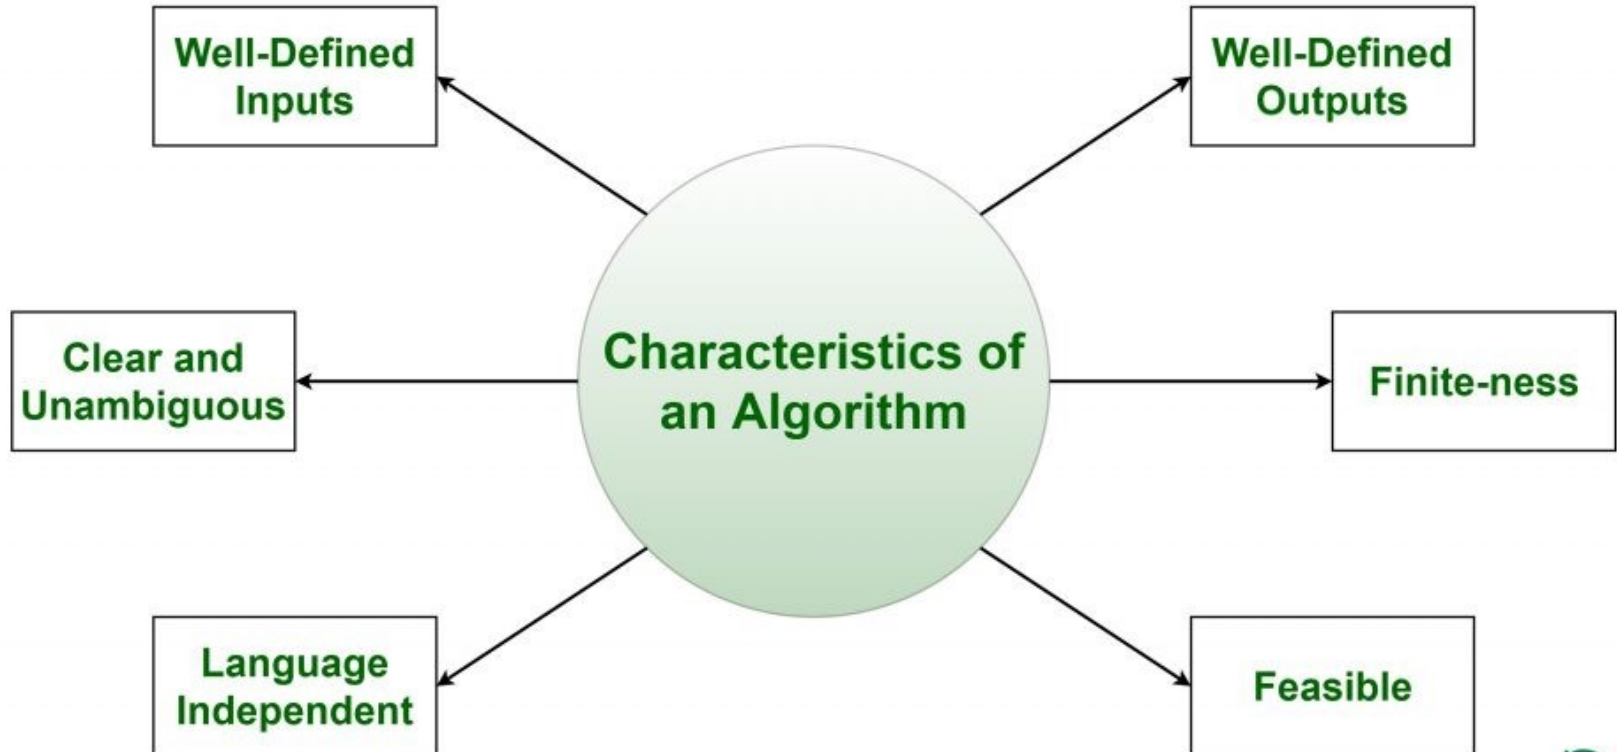 Well-Defined
Inputs
Well-Defined
Outputs
Clear and
Unambiguous
Characteristics of
an Algorithm
Finite-ness
Language
Independent
Feasible